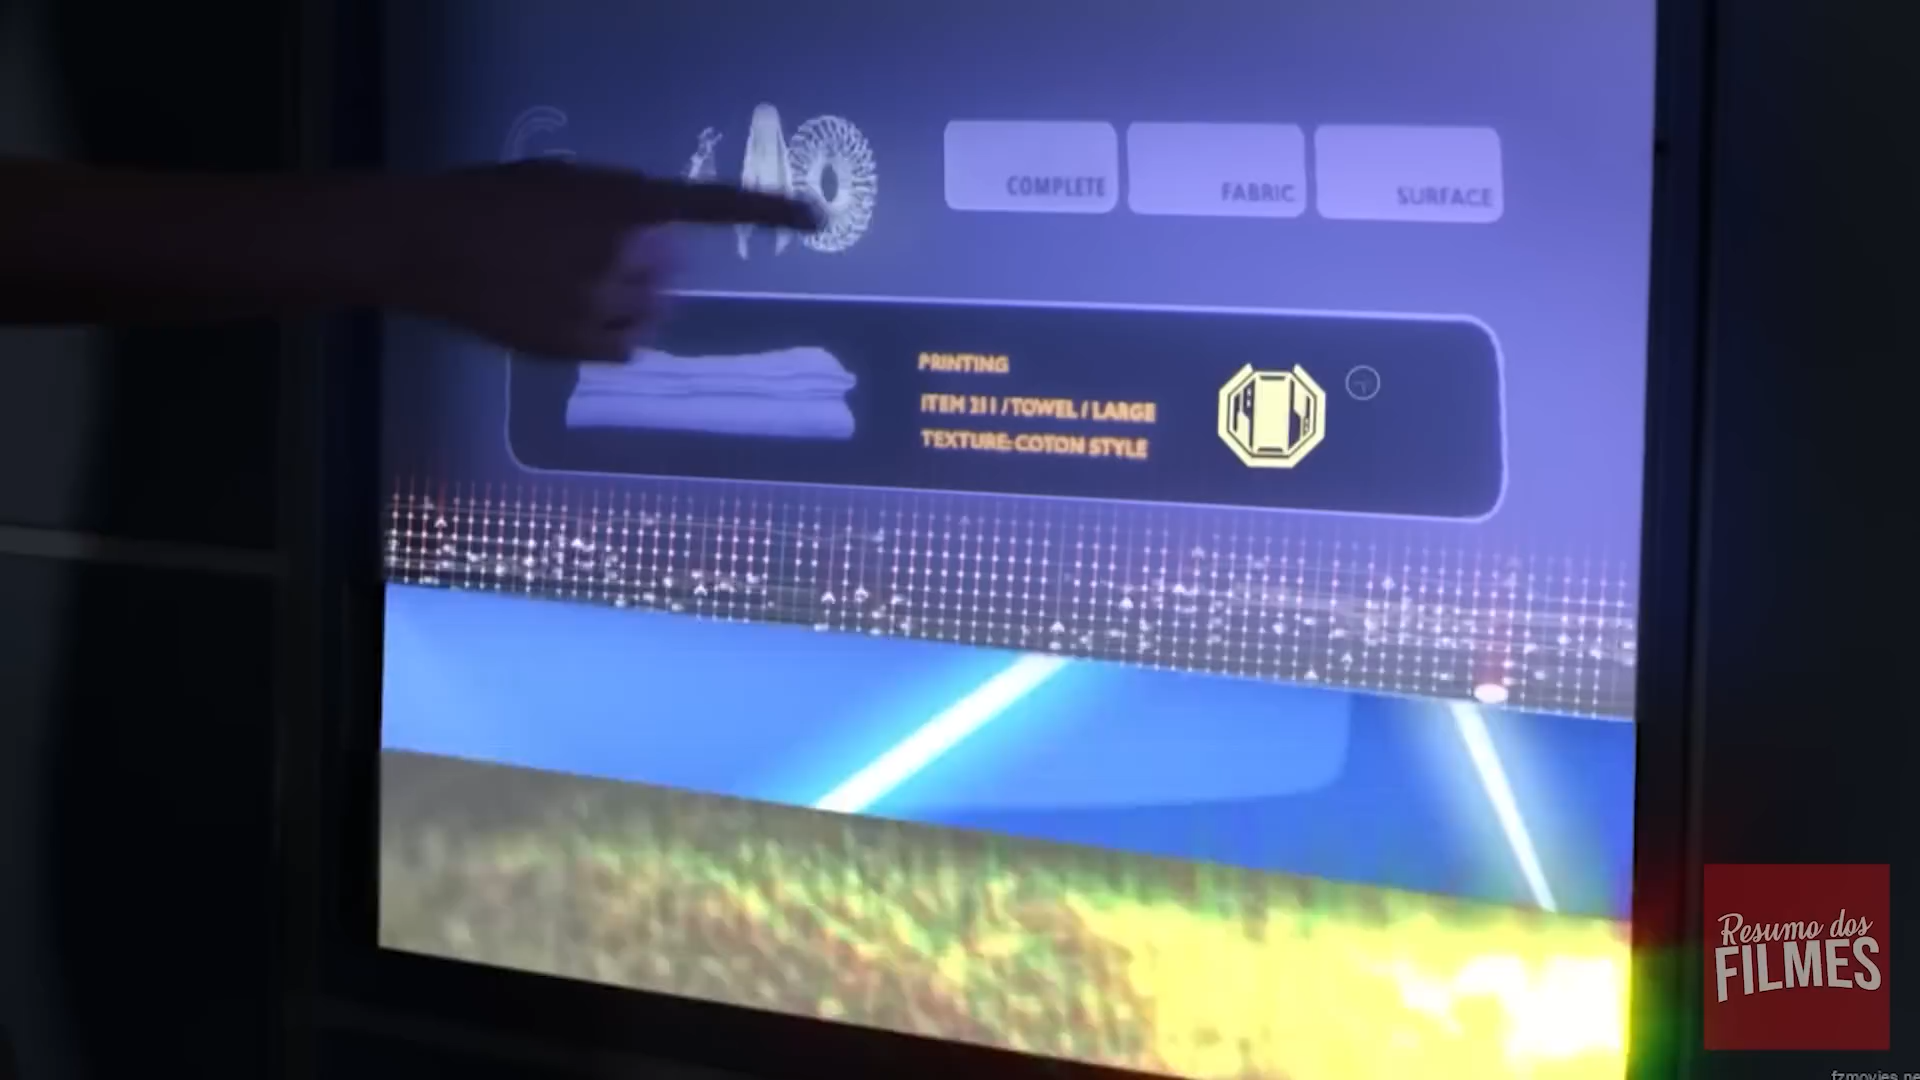 COMPLETE
FABRIC
SURFACE
PRINTING
ITEM 311 / TOWEL / LARGE
TEXTURE: COTON STYLE
Resumo dos
FILMES